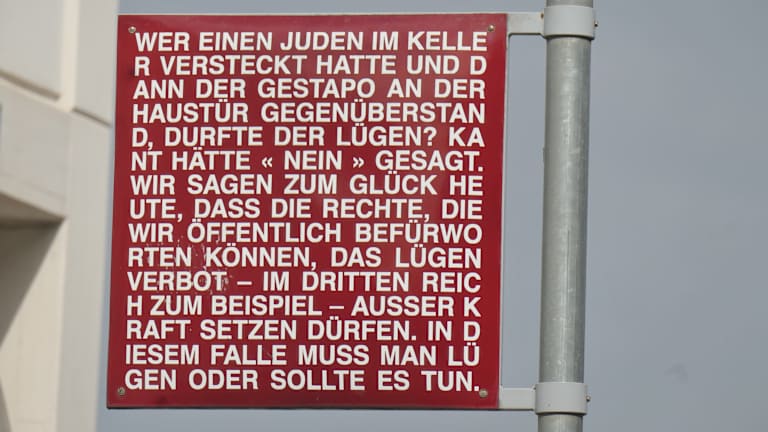 WER EINEN JUDEN IM KELLE
R VERSTECKT HATTE UND D
ANN DER GESTAPO AN DER
HAUSTÜR GEGENÜBERSTAN
D, DURFTE DER LÜGEN? KA
NT HÄTTE « NEIN » GESAGT.
WIR SAGEN ZUM GLÜCK HE
UTE, DASS DIE RECHTE, DIE
WIR ÖFFENTLICH BEFÜRWO
RTEN KÖNNEN, DAS LÜGEN
VERBOT – IM DRITTEN REIC
H ZUM BEISPIEL – AUSSER K
RAFT SETZEN DÜRFEN. IN D
IESEM FALLE MUSS MAN LÜ
GEN ODER SOLLTE ES TUN.